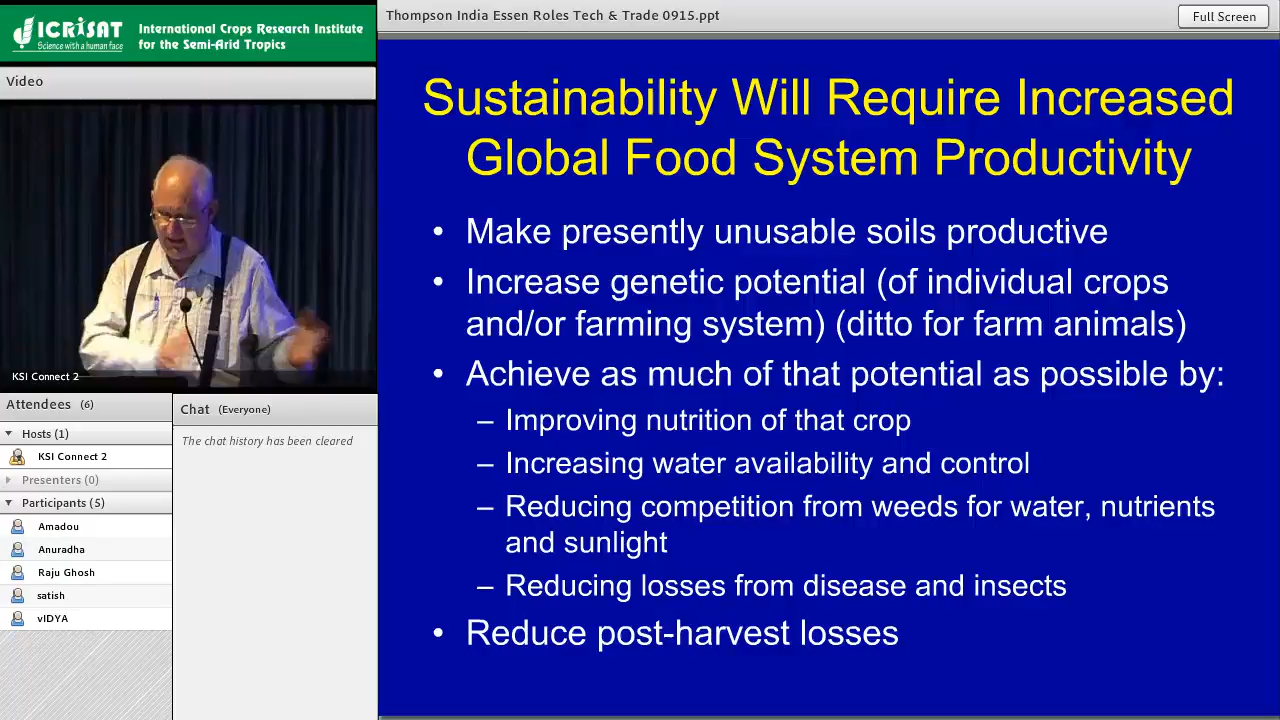 ICRISAT
Science with a human face
International Crops Research Institute
for the Semi-Arid Tropics
Video
KSI Connect 2
Attendees (6)
Hosts (1)
KSI Connect 2
Presenters (0)
Participants (5)
Amadou
Anuradha
Raju Ghosh
satish
vIDYA
Chat (Everyone)
The chat history has been cleared
Thompson India Essen Roles Tech & Trade 0915.ppt
Full Screen
Sustainability Will Require Increased
Global Food System Productivity
• Make presently unusable soils productive
• Increase genetic potential (of individual crops
and/or farming system) (ditto for farm animals)
• Achieve as much of that potential as possible by:
– Improving nutrition of that crop
– Increasing water availability and control
– Reducing competition from weeds for water, nutrients
and sunlight
– Reducing losses from disease and insects
• Reduce post-harvest losses